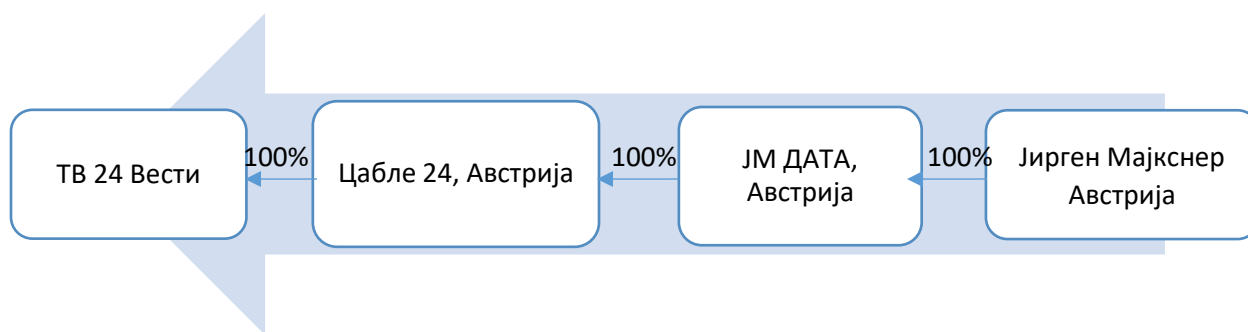 ТВ 24 Вести
100%
Цабле 24, Австрија
100%
ЈМ ДАТА,
Австрија
100%
Јирген Мајкснер
Австрија